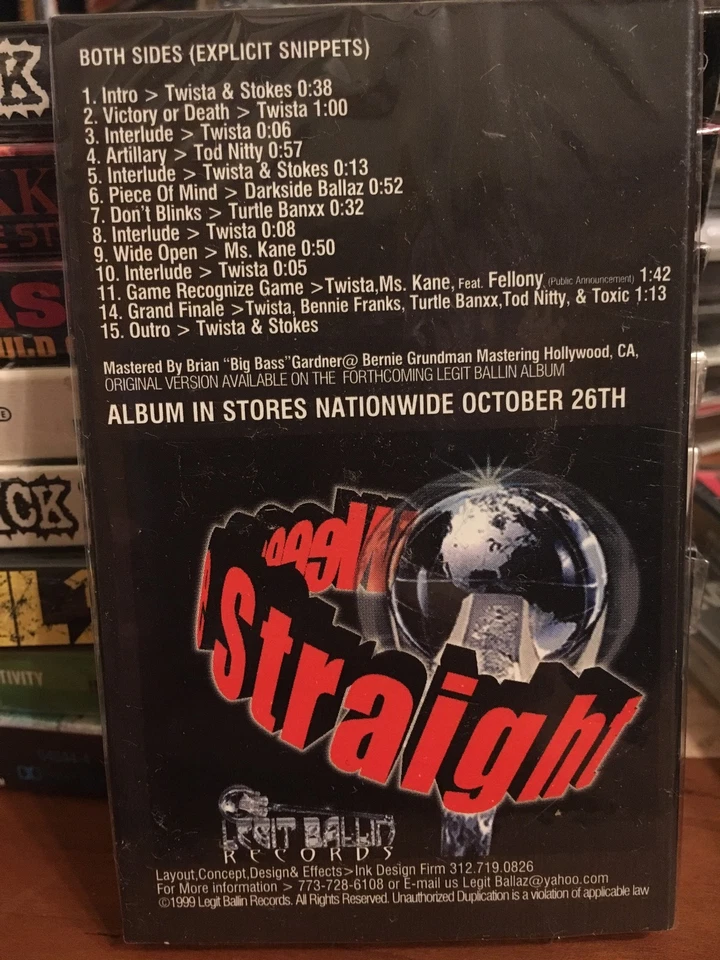 BOTH SIDES (EXPLICIT SNIPPETS)
1. Intro > Twista & Stokes 0:38
2. Victory or Death > Twista 1:00
3. Interlude > Twista 0:06
4. Artillary > Tod Nitty 0:57
5. Interlude > Twista & Stokes 0:13
6. Piece Of Mind > Darkside Ballaz 0:52
7. Don't Blinks > Turtle Banxx 0:32
8. Interlude > Twista 0:08
9. Wide Open > Ms. Kane 0:50
10. Interlude > Twista 0:05
11. Game Recognize Game >Twista,Ms. Kane, Feat. Fellony (Public Announcement) 1:42
14. Grand Finale >Twista, Bennie Franks, Turtle Banxx,Tod Nitty, & Toxic 1:13
15. Outro > Twista & Stokes
Mastered By Brian “Big Bass”Gardner@ Bernie Grundman Mastering Hollywood, CA,
ORIGINAL VERSION AVAILABLE ON THE FORTHCOMING LEGIT BALLIN ALBUM
ALBUM IN STORES NATIONWIDE OCTOBER 26TH
Straight
LEGIT BALLIN
RECORDS
Layout,Concept,Design& Effects>Ink Design Firm 312.719.0826
For More information > 773-728-6108 or E-mail us Legit Ballaz@yahoo.com
©1999 Legit Ballin Records. All Rights Reserved. Unauthorized Duplication is a violation of applicable law
K
CK
TIVITY